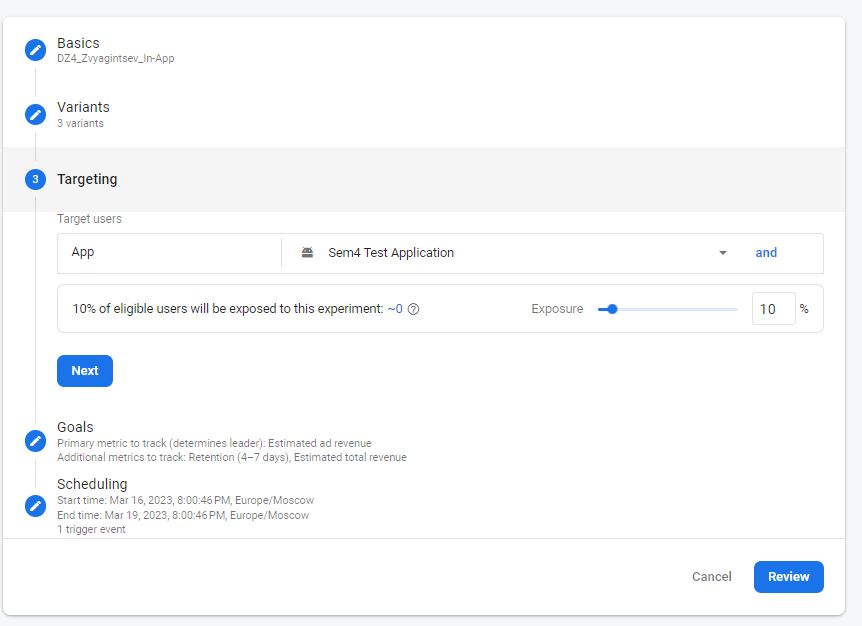 Basics
DZ4_Zvyagintsev_In-App
Variants
3 variants
3 Targeting
Target users
App Sem4 Test Application and
10% of eligible users will be exposed to this experiment: ~0 Exposure 10 %
Next
Goals
Primary metric to track (determines leader): Estimated ad revenue
Additional metrics to track: Retention (4–7 days), Estimated total revenue
Scheduling
Start time: Mar 16, 2023, 8:00:46 PM, Europe/Moscow
End time: Mar 19, 2023, 8:00:46 PM, Europe/Moscow
1 trigger event
Cancel Review